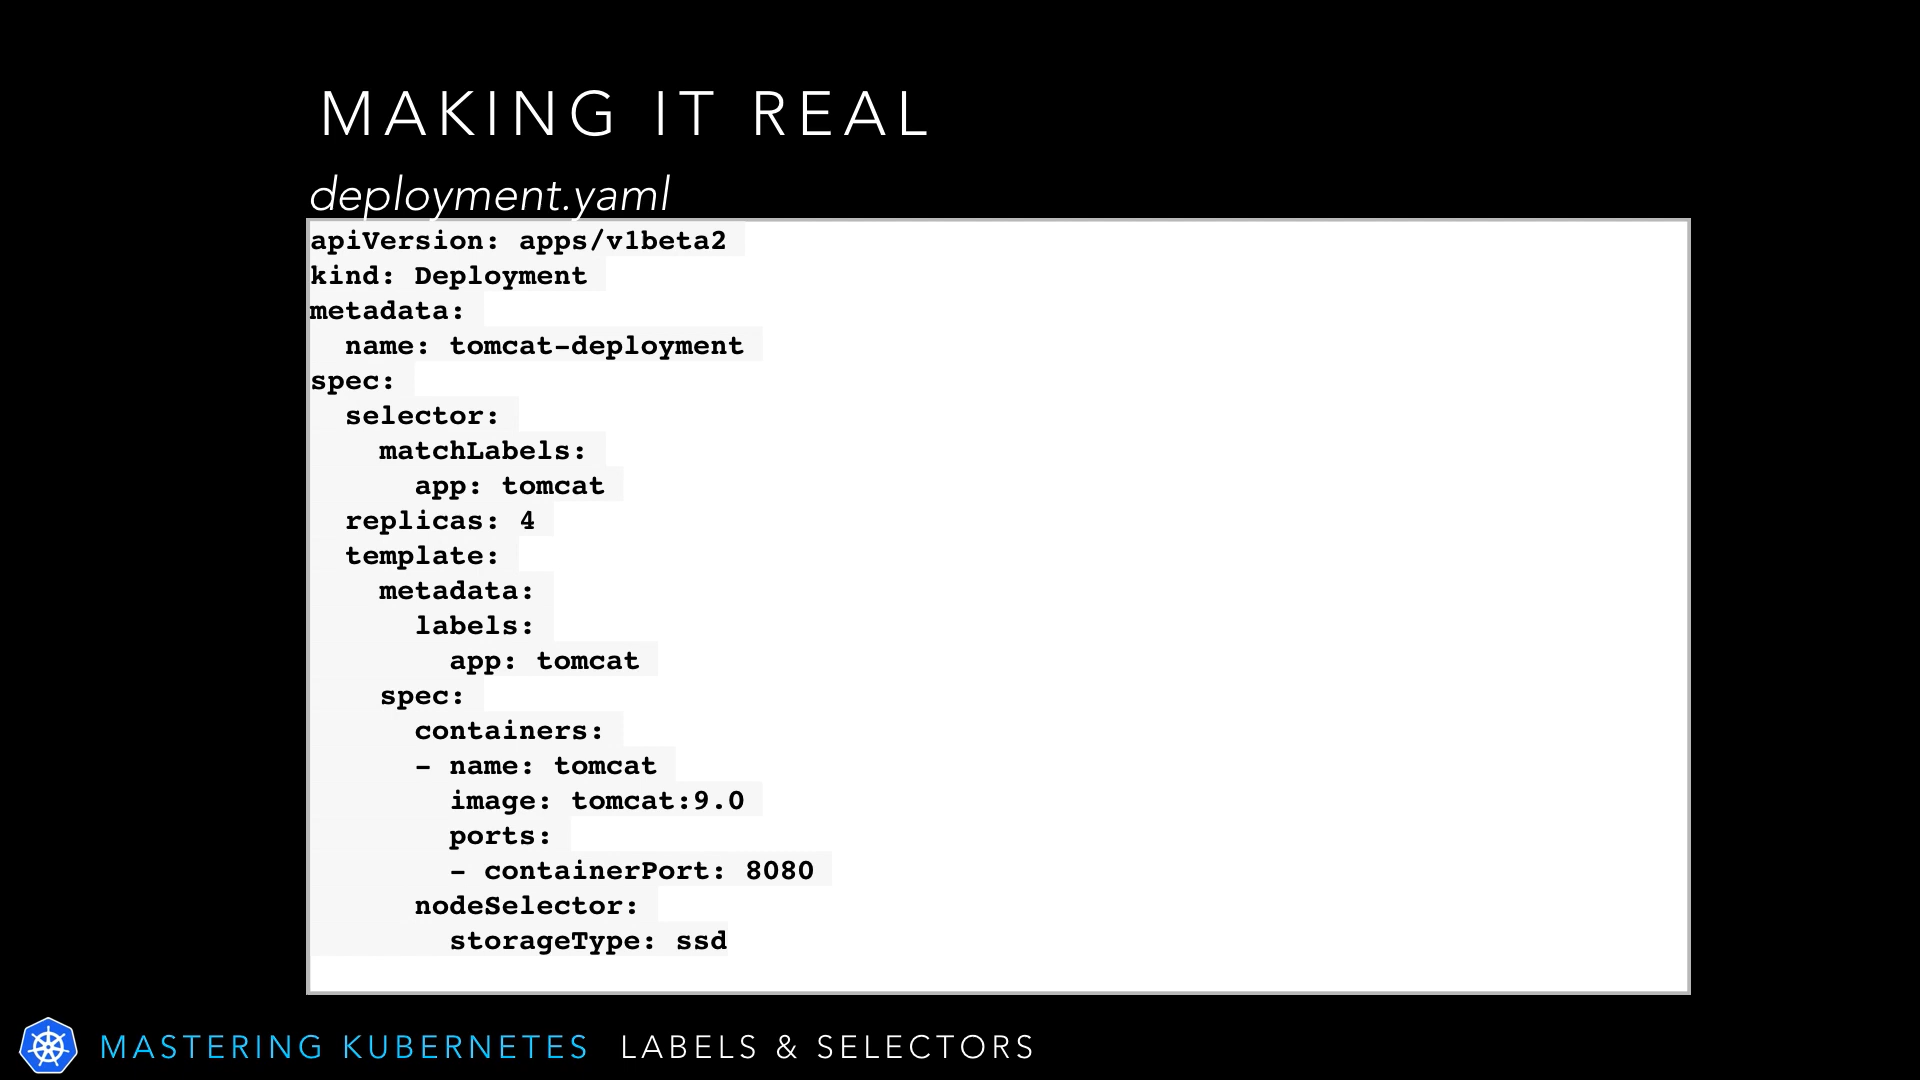 MAKING IT REAL
deployment.yaml
apiVersion: apps/v1beta2
kind: Deployment
metadata:
  name: tomcat-deployment
spec:
  selector:
    matchLabels:
      app: tomcat
  replicas: 4
  template:
    metadata:
      labels:
        app: tomcat
    spec:
      containers:
      - name: tomcat
        image: tomcat:9.0
        ports:
        - containerPort: 8080
      nodeSelector:
        storageType: ssd
MASTERING KUBERNETES LABELS & SELECTORS